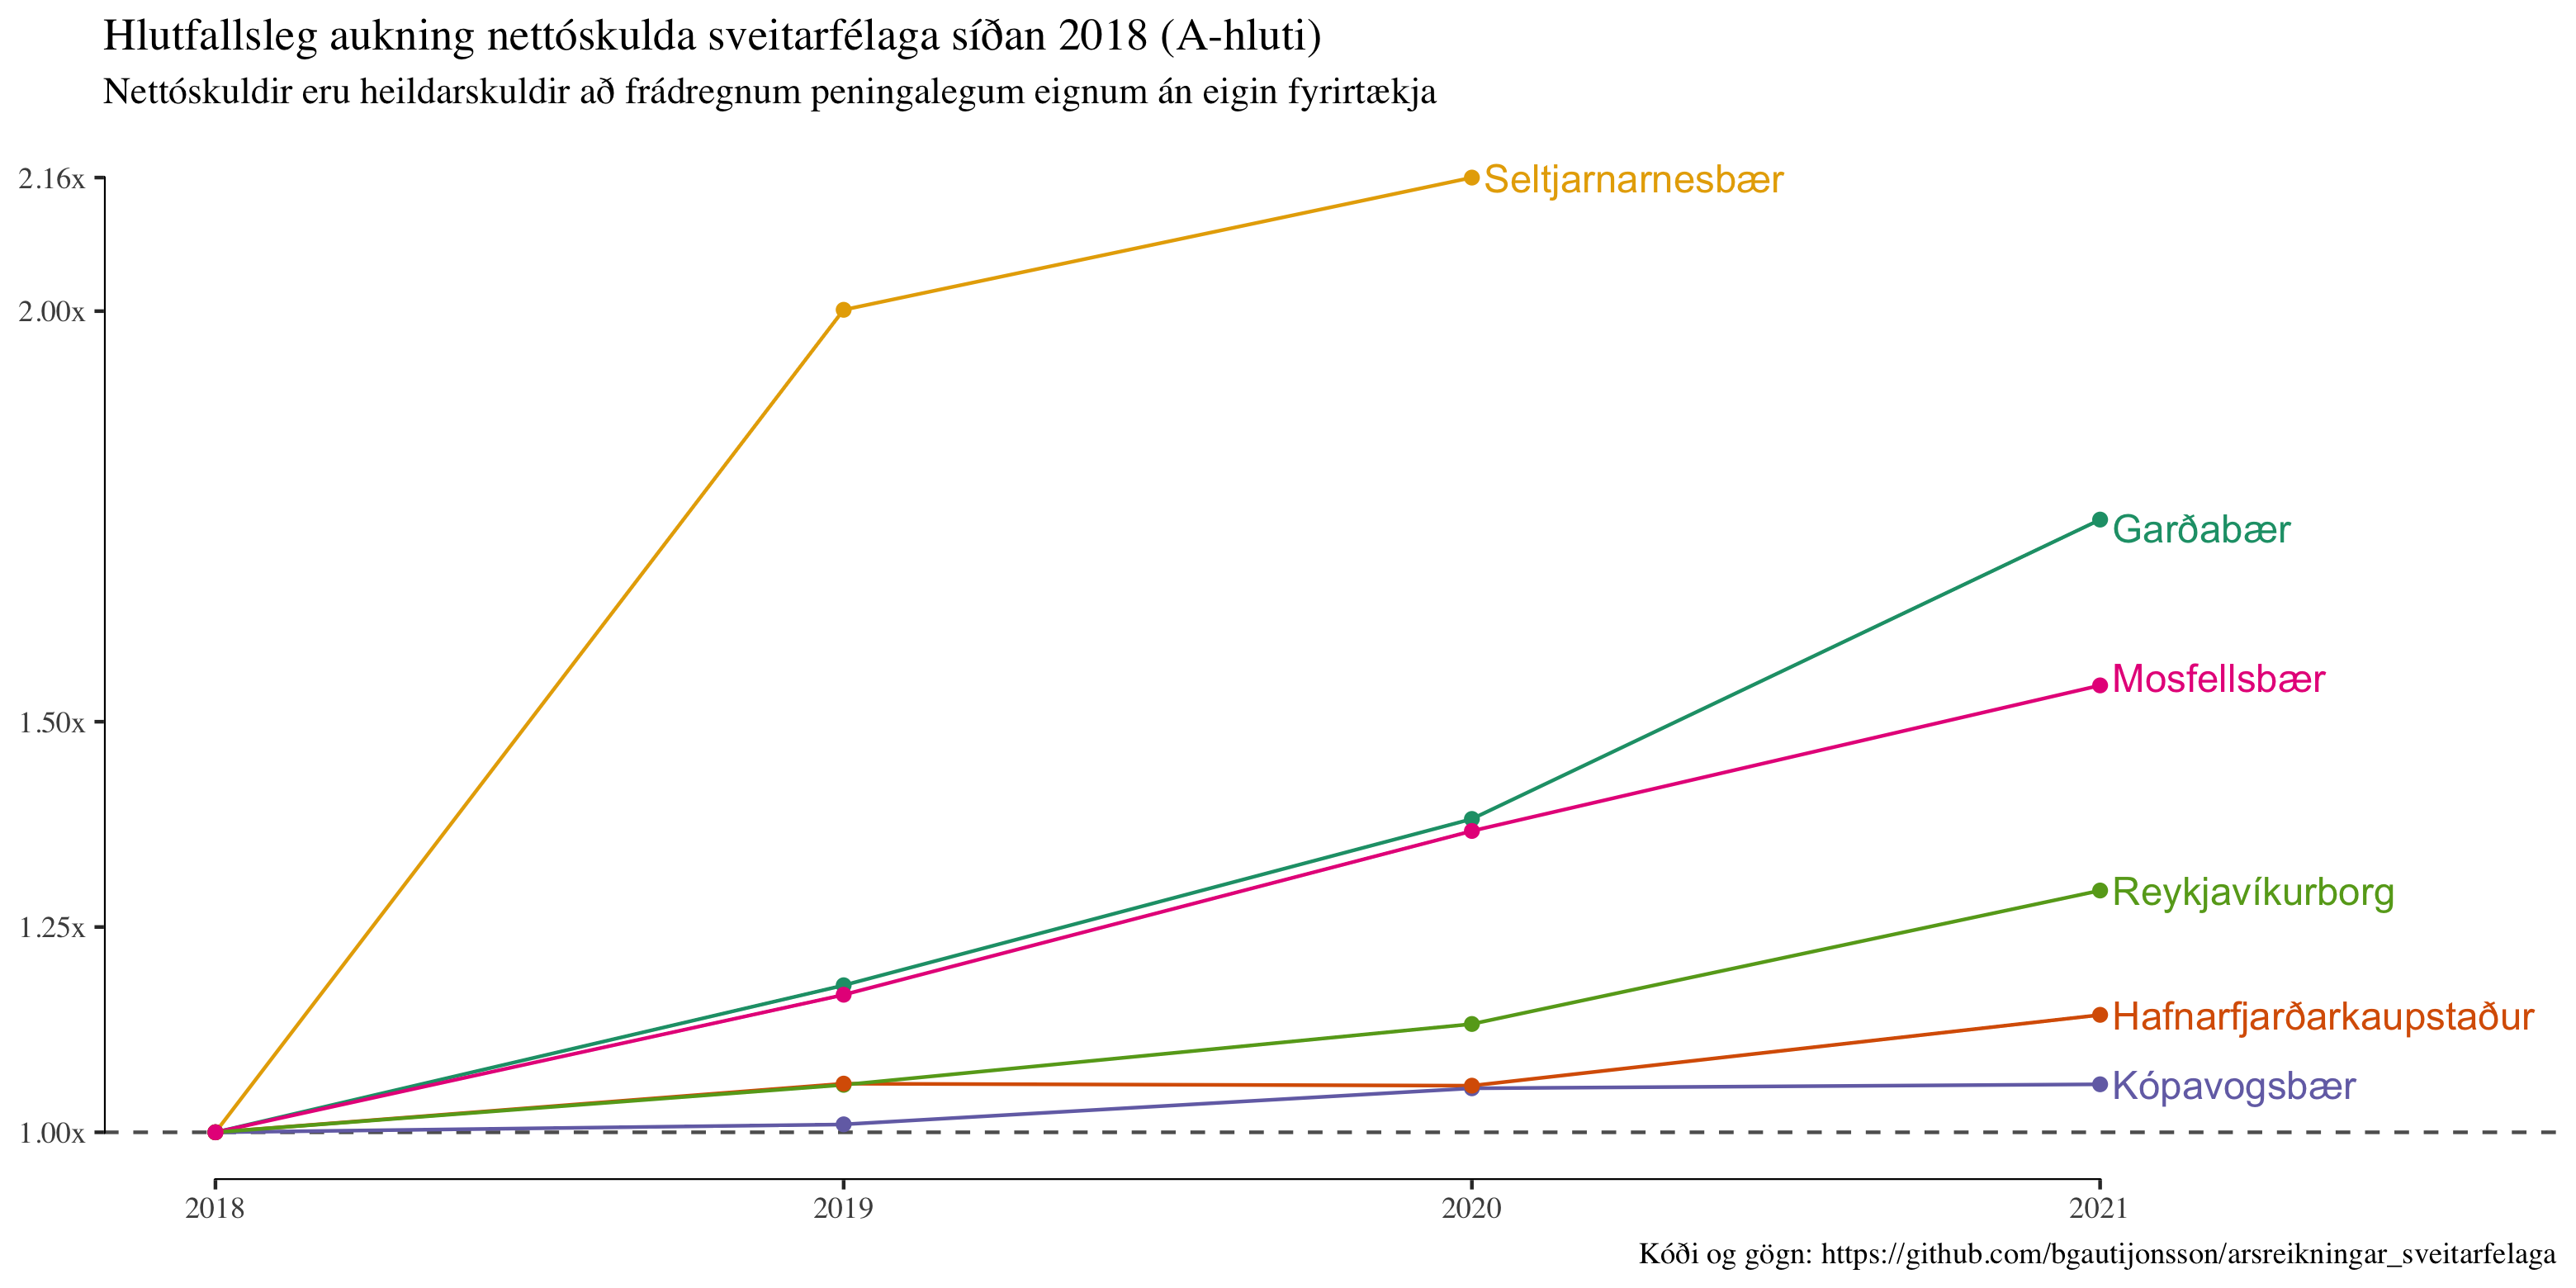 Hlutfallsleg aukning nettóskulda sveitarfélaga síðan 2018 (A-hluti)
Nettóskuldir eru heildarskuldir að frádregnum peningalegum eignum án eigin fyrirtækja
2.16x
Seltjarnarnesbær
2.00x
Garðabær
Mosfellsbær
1.50x
Reykjavíkurborg
1.25x
Hafnarfjarðarkaupstaður
Kópavogsbær
1.00x
2018 2019 2020 2021
Kóði og gögn: https://github.com/bgautijonsson/arsreikningar_sveitarfelaga